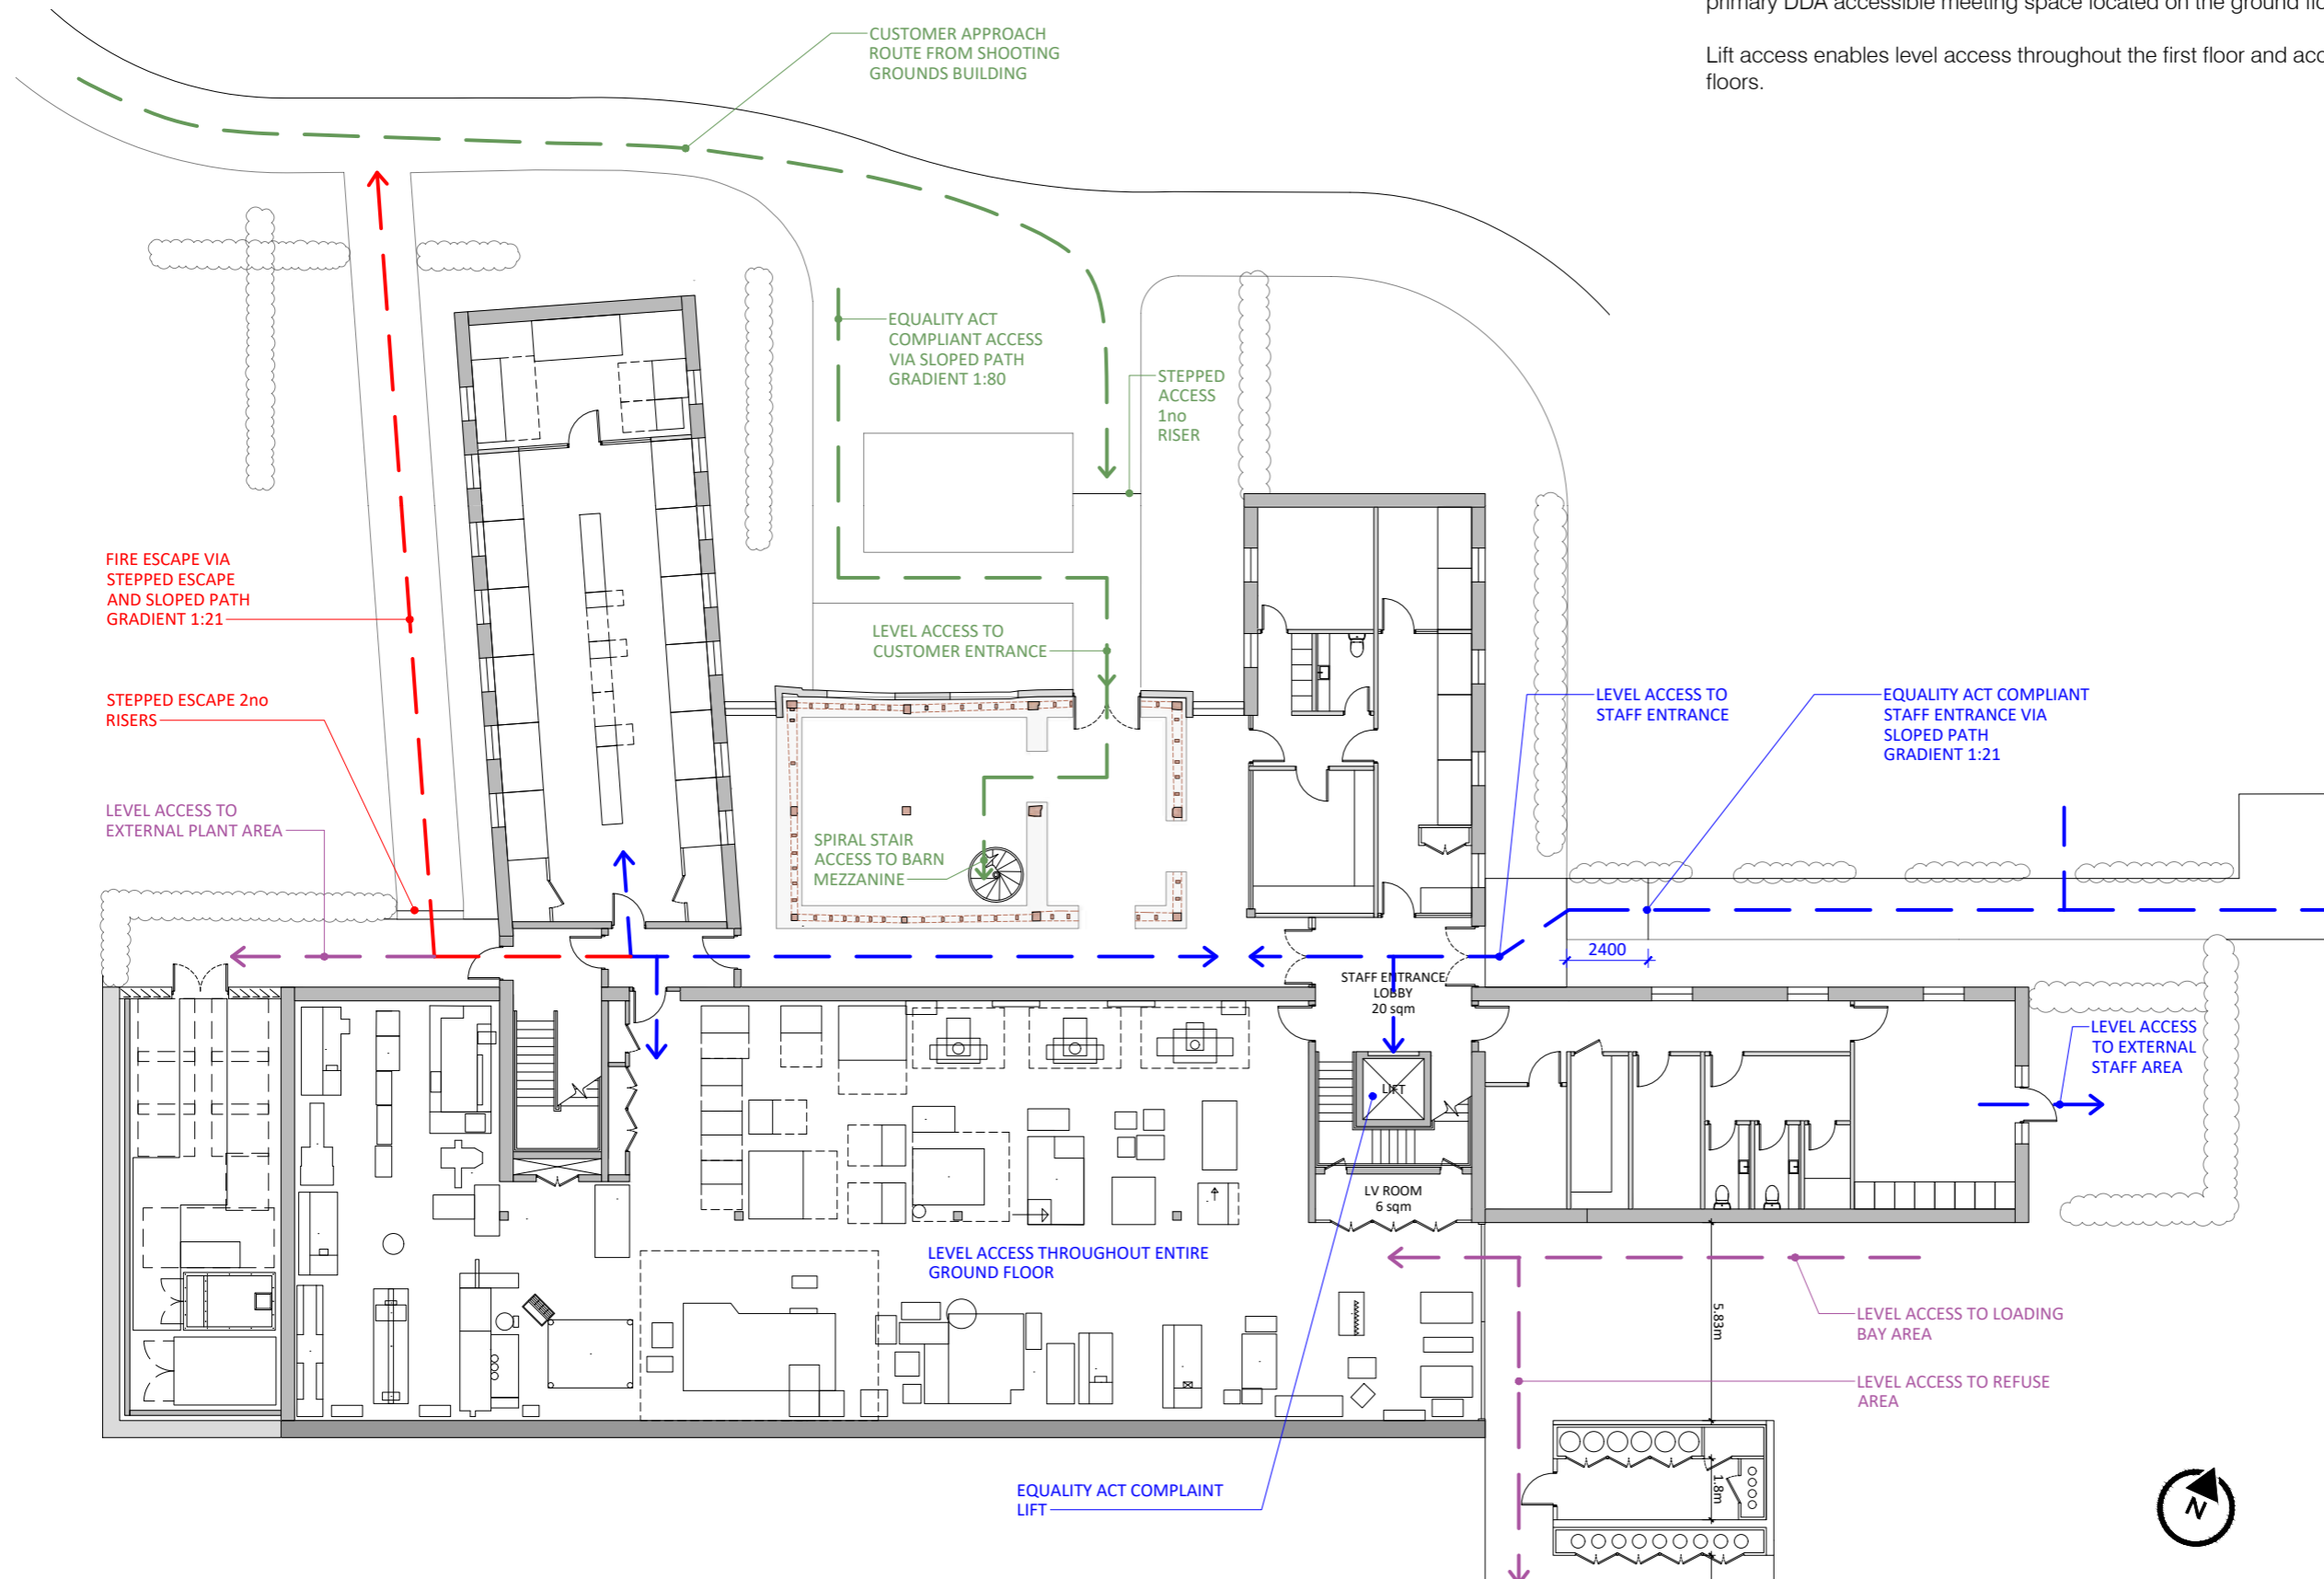 primary DDA accessible meeting space located on the ground
Lift access enables level access throughout the first floor and
floors.
CUSTOMER APPROACH
ROUTE FROM SHOOTING
GROUNDS BUILDING
EQUALITY ACT
COMPLIANT ACCESS
VIA SLOPED PATH
GRADIENT 1:80
STEPPED
ACCESS
1no
RISER
FIRE ESCAPE VIA
STEPPED ESCAPE
AND SLOPED PATH
GRADIENT 1:21
LEVEL ACCESS TO
CUSTOMER ENTRANCE
STEPPED ESCAPE 2no
RISERS
LEVEL ACCESS TO
STAFF ENTRANCE
EQUALITY ACT COMPLIANT
STAFF ENTRANCE VIA
SLOPED PATH
GRADIENT 1:21
LEVEL ACCESS TO
EXTERNAL PLANT AREA
SPIRAL STAIR
ACCESS TO BARN
MEZZANINE
2400
STAFF ENTRANCE
LOBBY
20 sqm
LEVEL ACCESS
TO EXTERNAL
STAFF AREA
LIFT
LV ROOM
6 sqm
LEVEL ACCESS THROUGHOUT ENTIRE
GROUND FLOOR
5.83m
LEVEL ACCESS TO LOADING
BAY AREA
LEVEL ACCESS TO REFUSE
AREA
EQUALITY ACT COMPLAINT
LIFT
1.8m
N